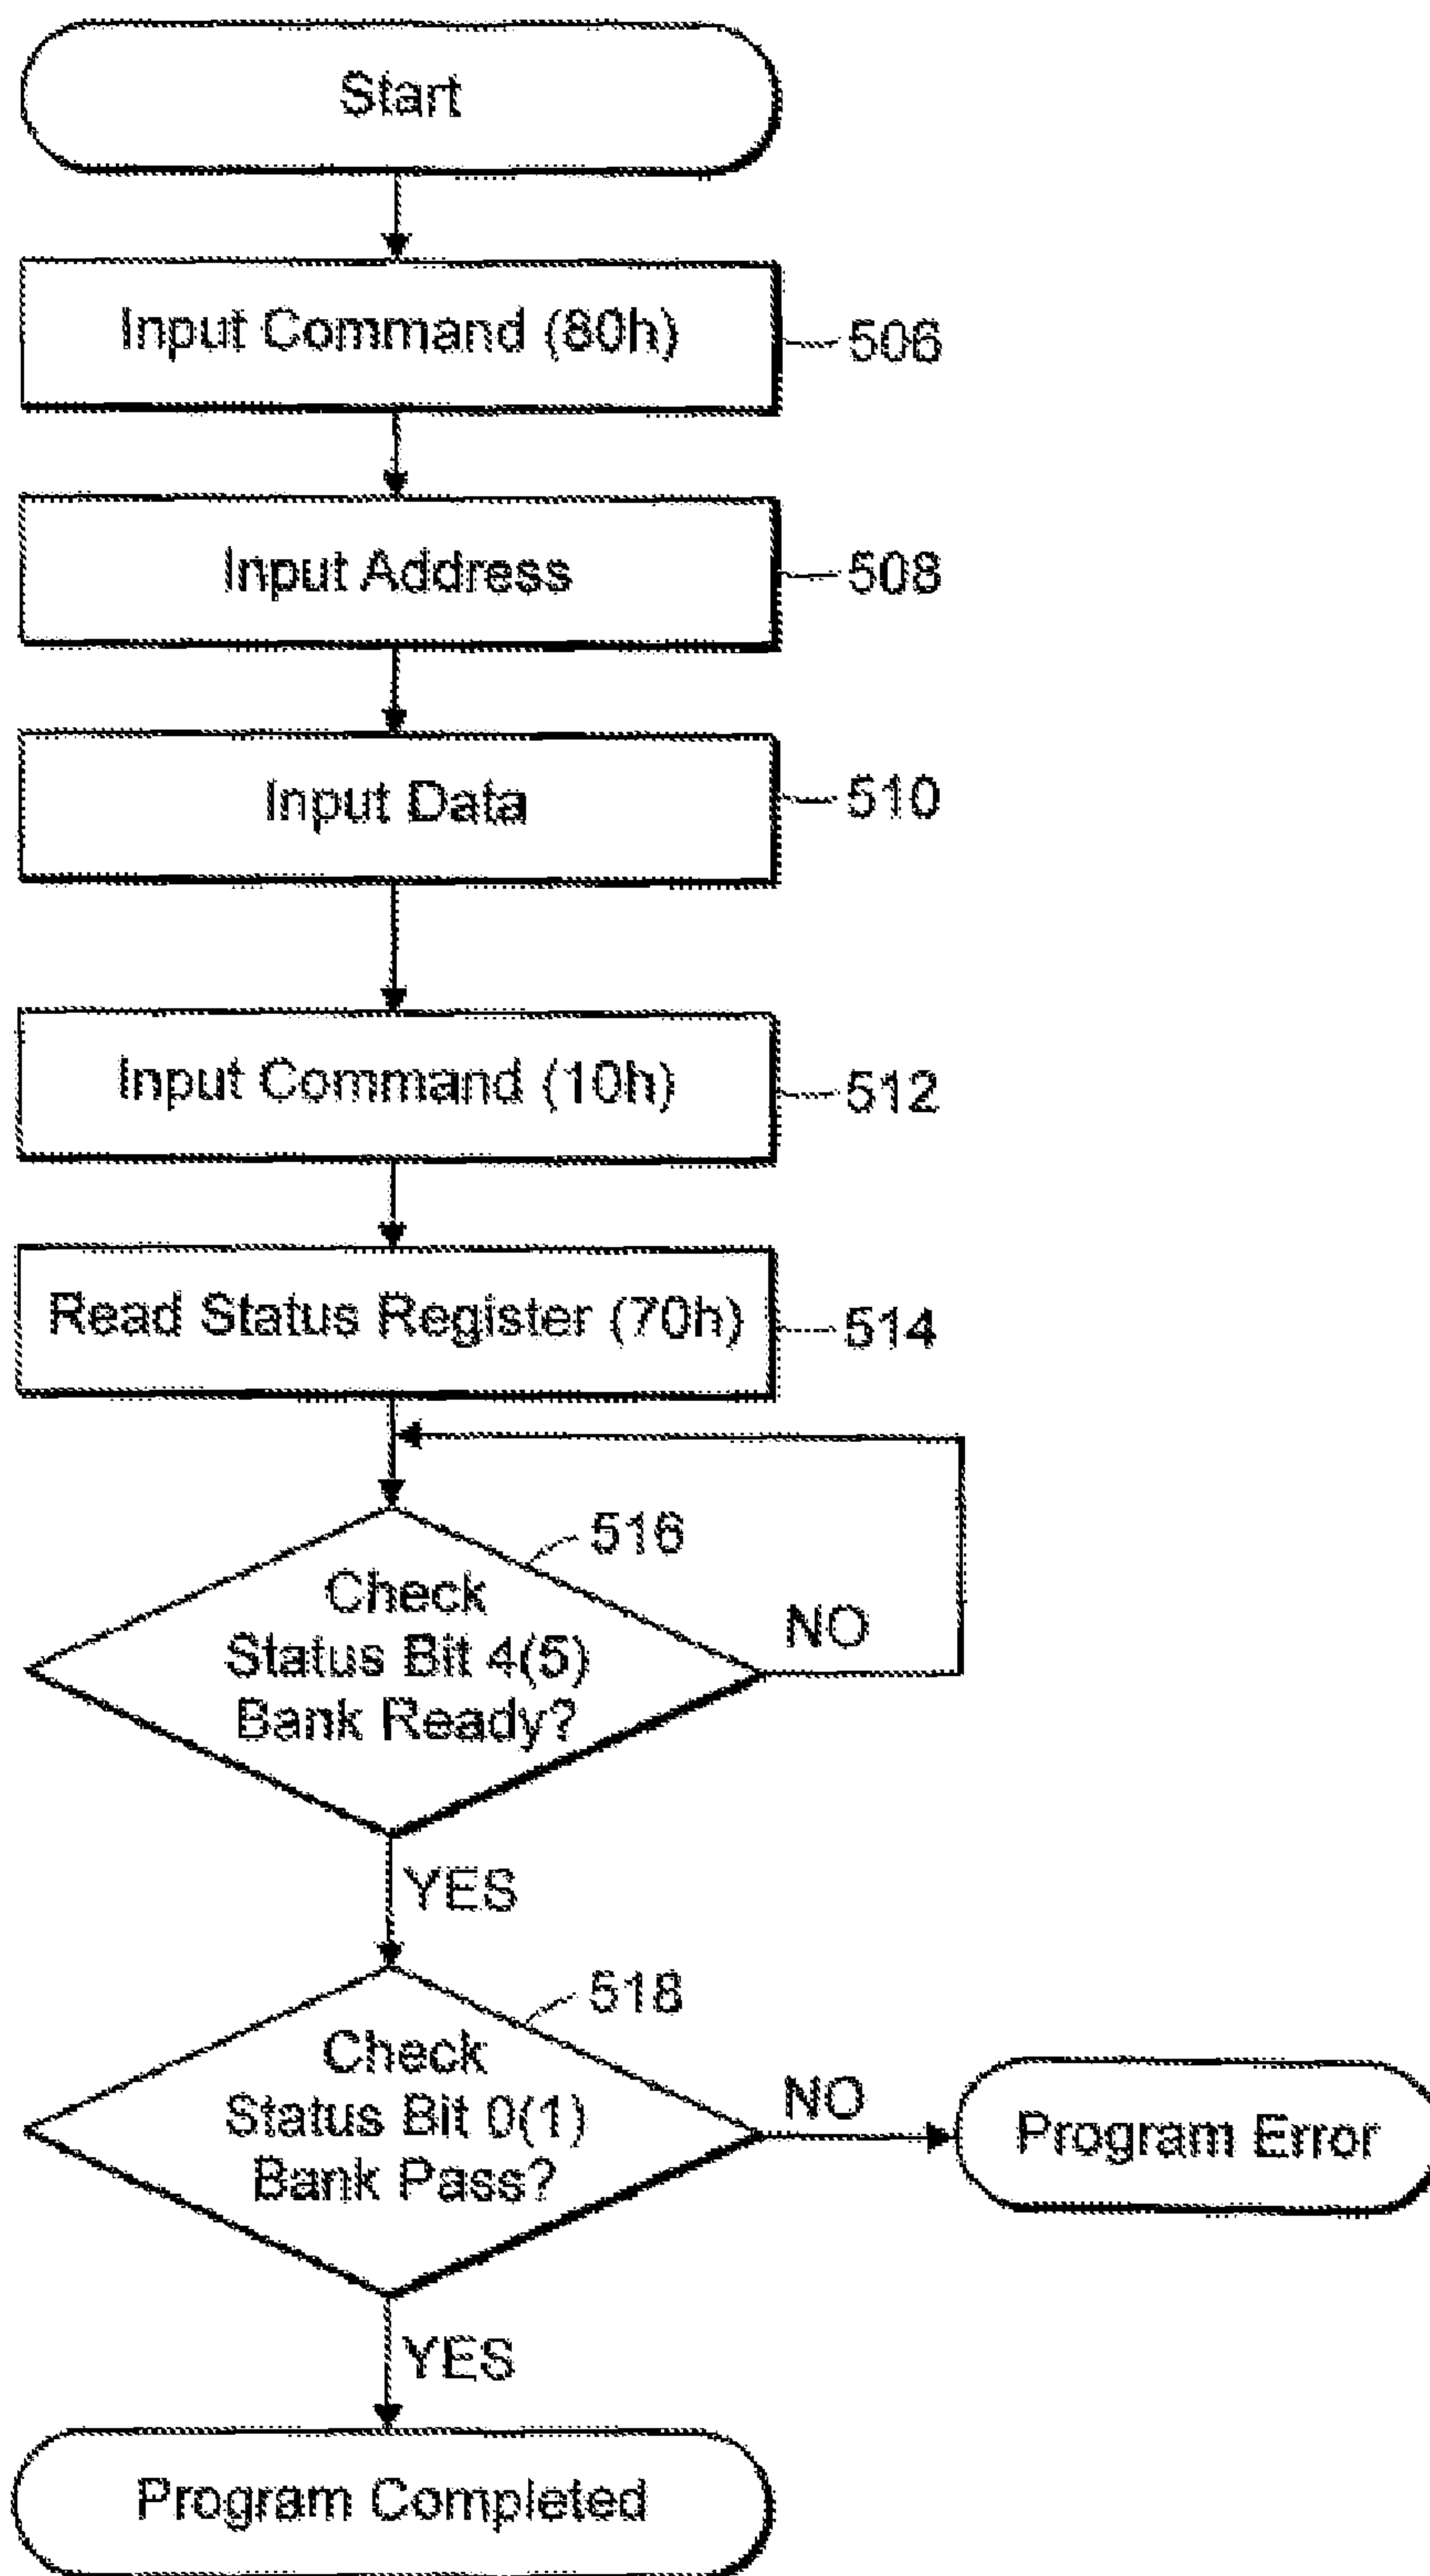 Start
Input Command (80h)
506
Input Address
508
Input Data
510
Input Command (10h)
512
Read Status Register (70h)
514
516
Check
Status Bit 4(5)
Bank Ready?
NO
YES
518
Check
Status Bit 0(1)
Bank Pass?
NO
Program Error
YES
Program Completed